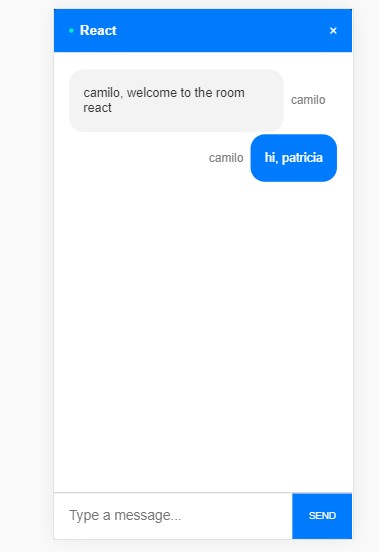 React ×
camilo, welcome to the room
react
camilo
camilo
hi, patricia
Type a message...
SEND